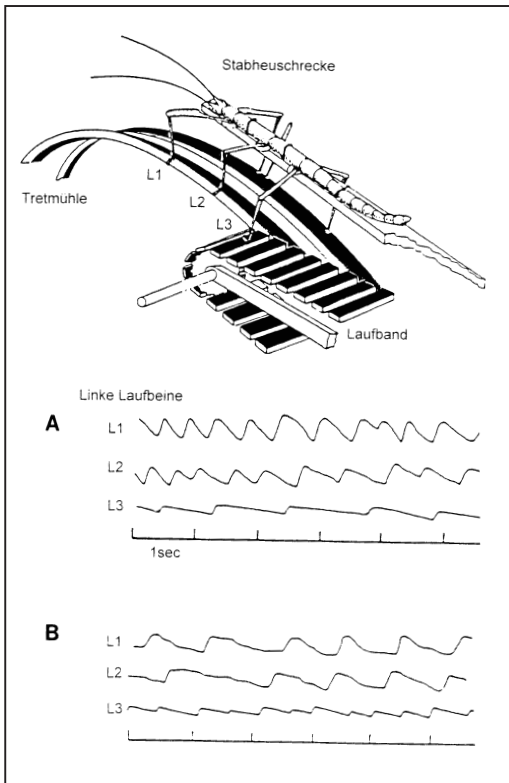 Stabheuschrecke
L1
Tretmühle
L2
L3
Laufband
Linke Laufbeine
A
L1
L2
L3
1sec
B
L1
L2
L3